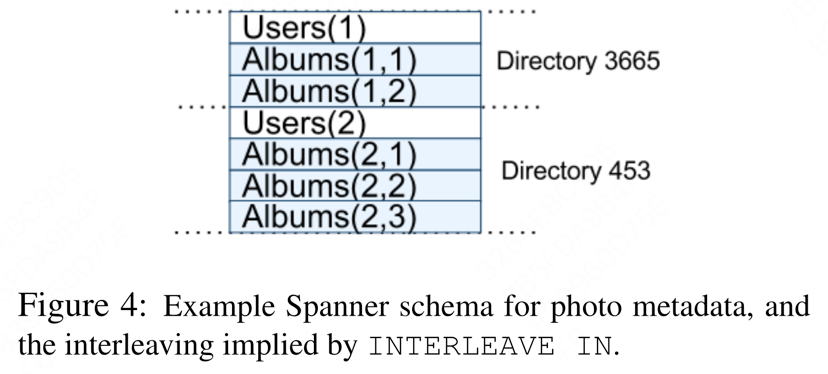 Users(1)
Albums(1,1)
Directory 3665
Albums(1,2)
Users(2)
Albums(2,1)
Directory 453
Albums(2,2)
Albums(2,3)
Figure 4: Example Spanner schema for photo metadata, and
the interleaving implied by INTERLEAVE IN.